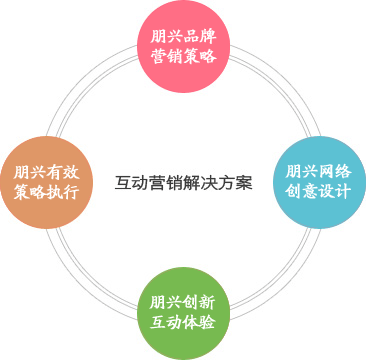 朋兴品牌
营销策略
朋兴有效
策略执行
互动营销解决方案
朋兴网络
创意设计
朋兴创新
互动体验